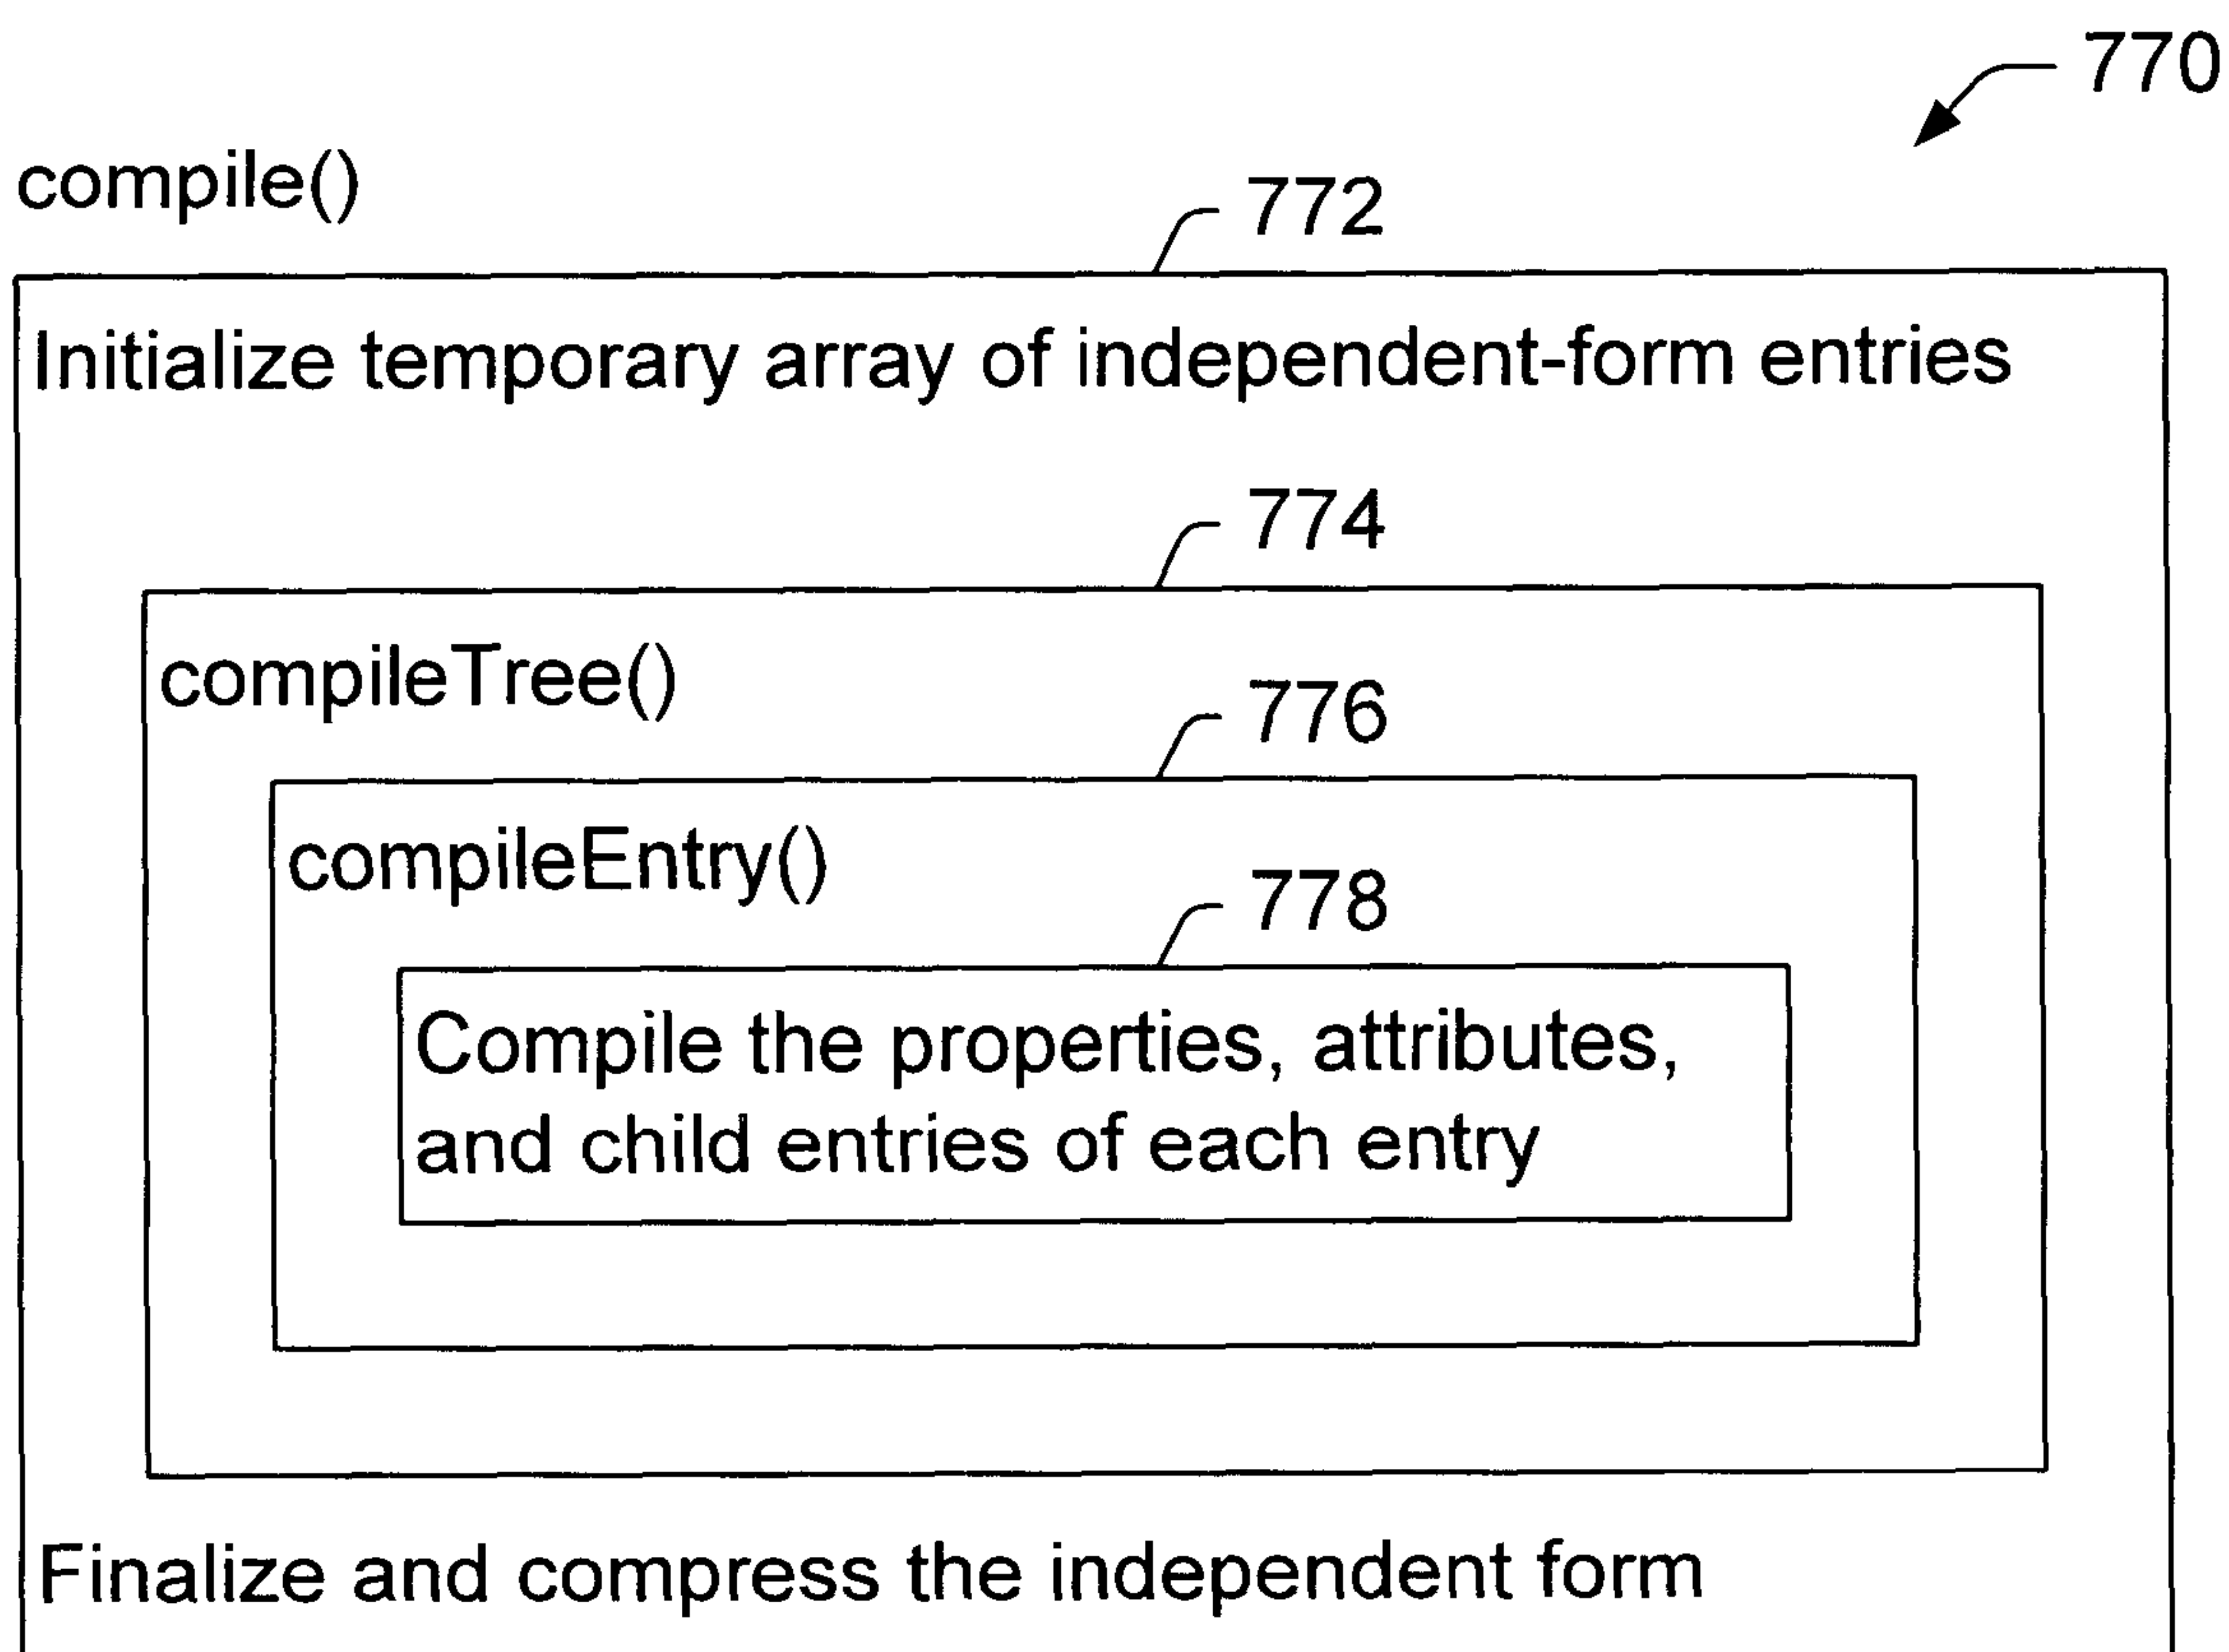 770
compile()
772
Initialize temporary array of independent-form entries
774
compileTree()
776
compileEntry()
778
Compile the properties, attributes,
and child entries of each entry
Finalize and compress the independent form